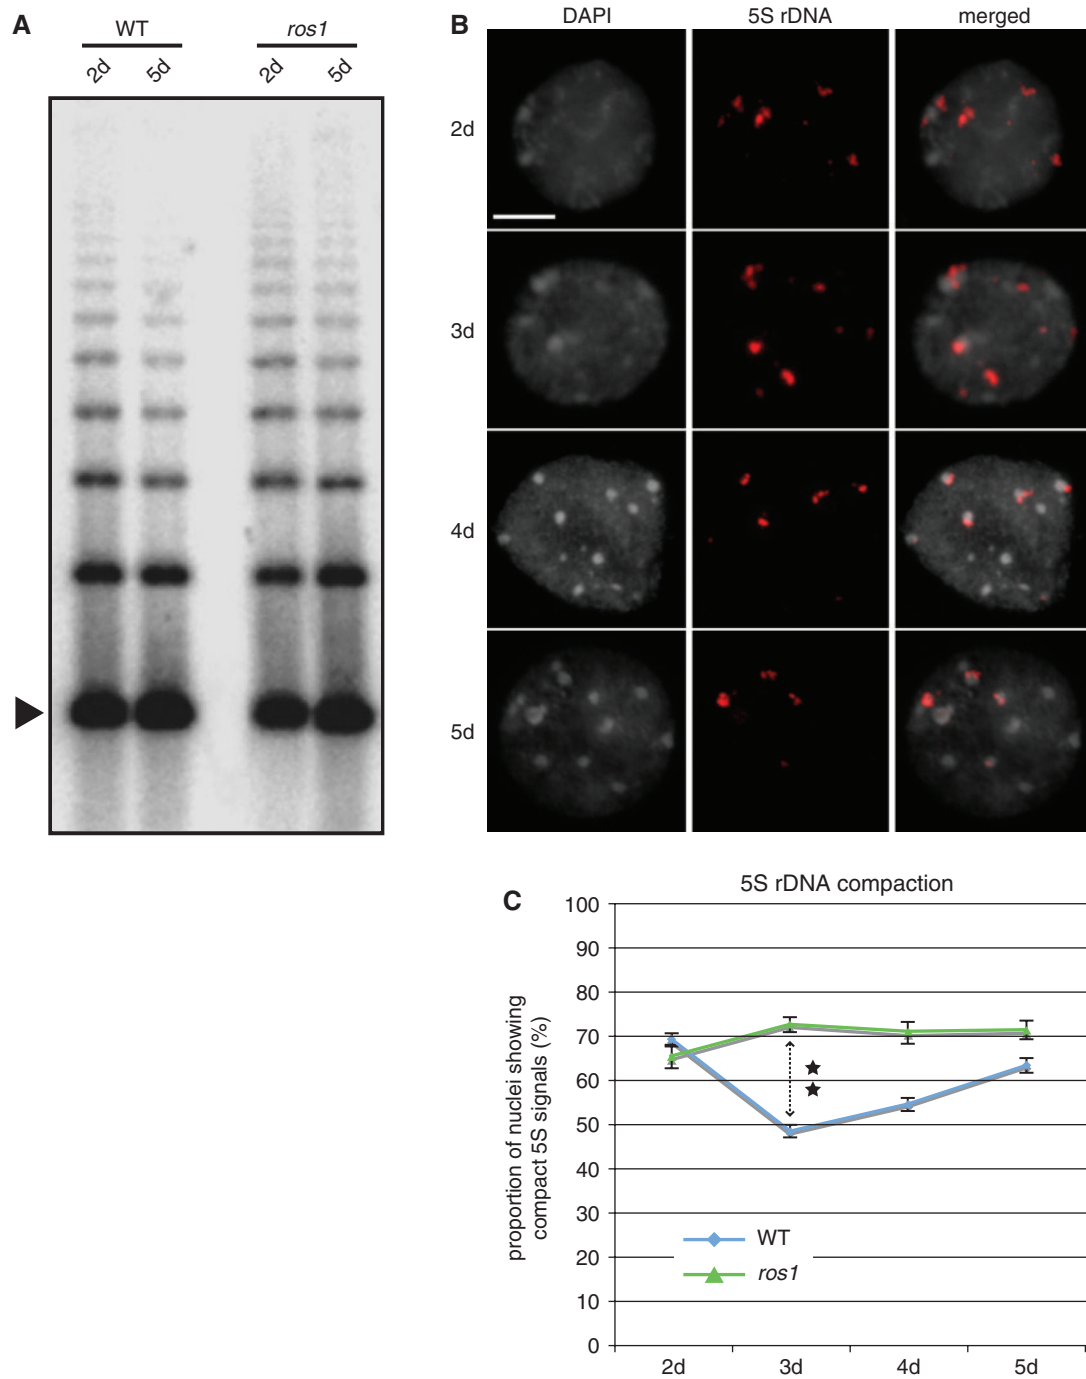 A
WT
ros1
2d
5d
2d
5d
B
DAPI
5S rDNA
merged
2d
3d
4d
5d
C
5S rDNA compaction
proportion of nuclei showing
compact 5S signals (%)
100
90
80
70
60
50
40
30
20
10
0
WT
ros1
2d
3d
4d
5d